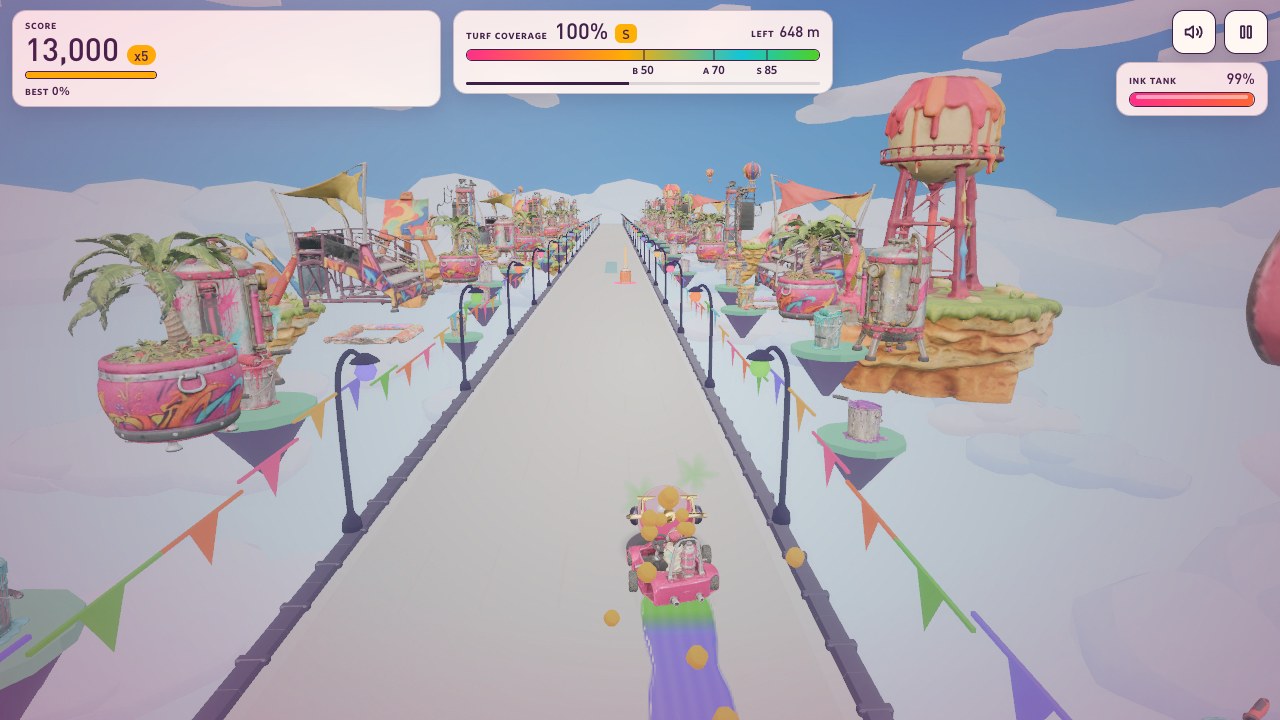 SCORE
13,000 x5
BEST 0%
TURF COVERAGE 100% S LEFT 648 m
B 50 A 70 S 85
INK TANK 99%